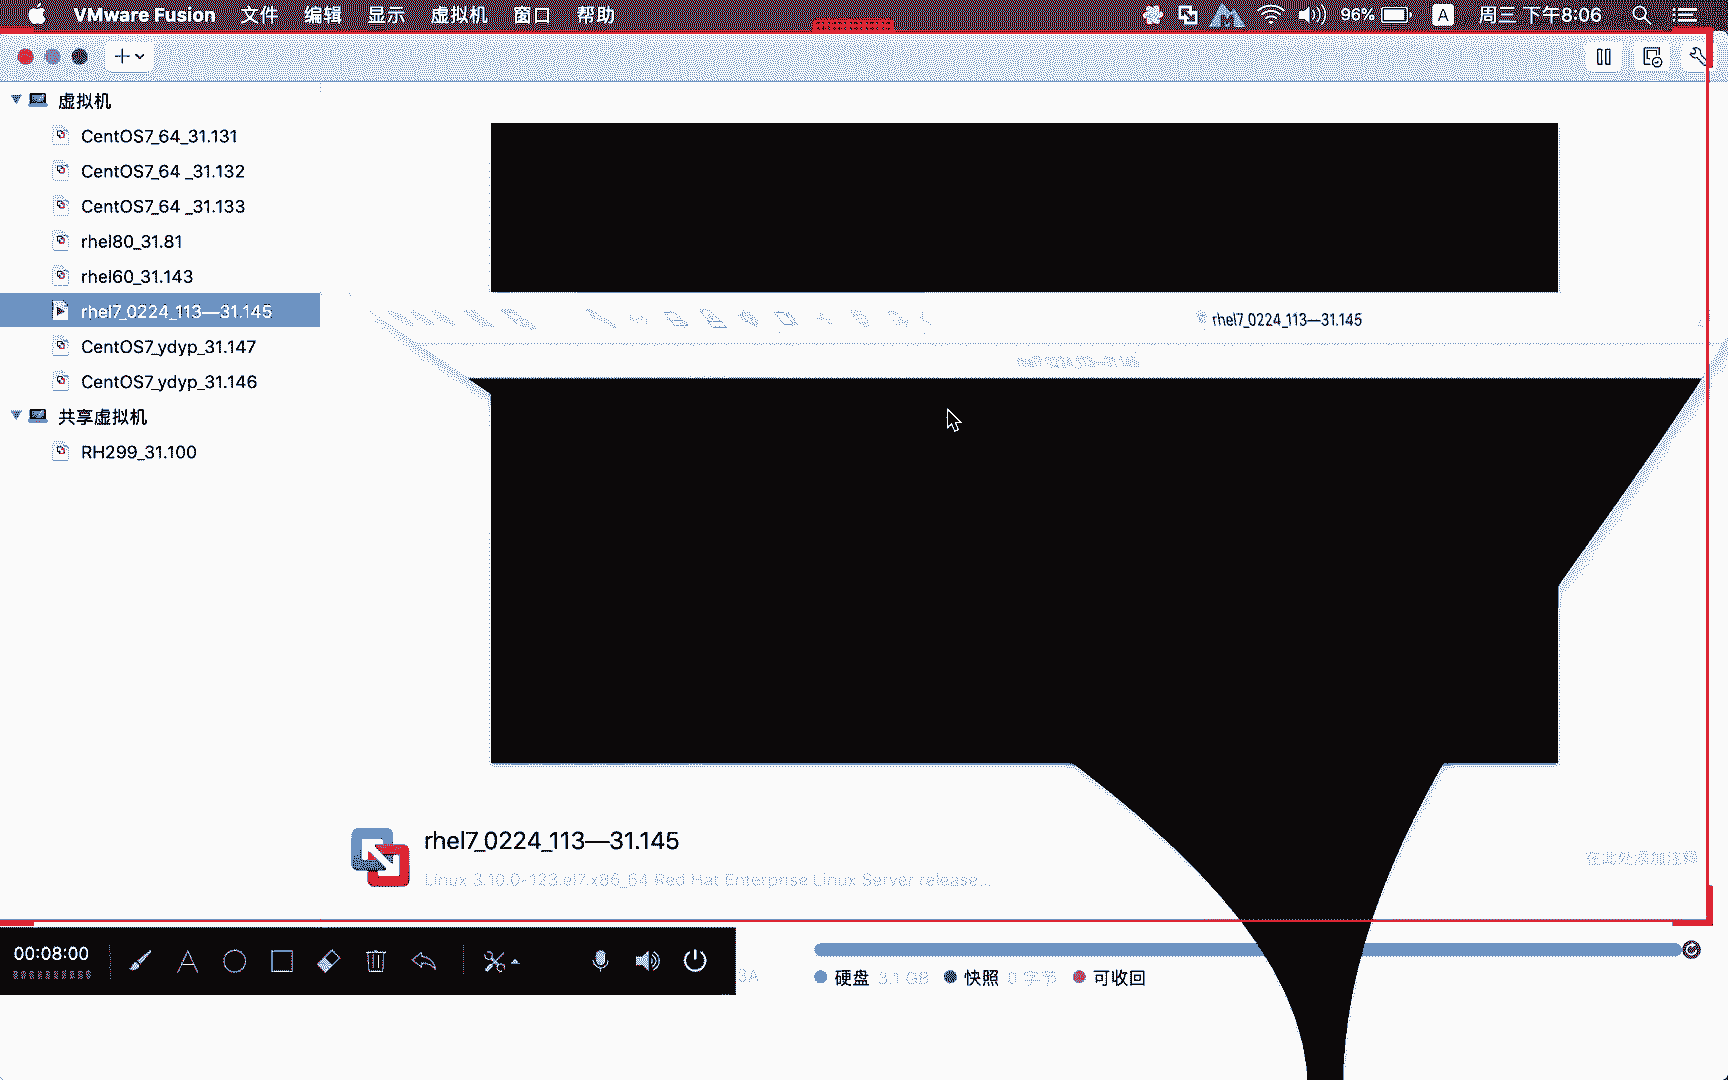 VMware Fusion 文件 编辑 显示 虚拟机 窗口 帮助 96% A 周三 下午8:06
虚拟机
CentOS7_64_31.131
CentOS7_64 _31.132
CentOS7_64 _31.133
rhel80_31.81
rhel60_31.143
rhel7_0224_113—31.145
CentOS7_ydyp_31.147
CentOS7_ydyp_31.146
共享虚拟机
RH299_31.100
rhel7_0224_113—31.145
rhel7_0224_113—31.145
rhel7_0224_113—31.145
在此处添加注释
Linux 3.10.0-123.el7.x86_64 Red Hat Enterprise Linux Server release...
00:08:00
3A
硬盘 3.1 GB 快照 0 字节 可收回